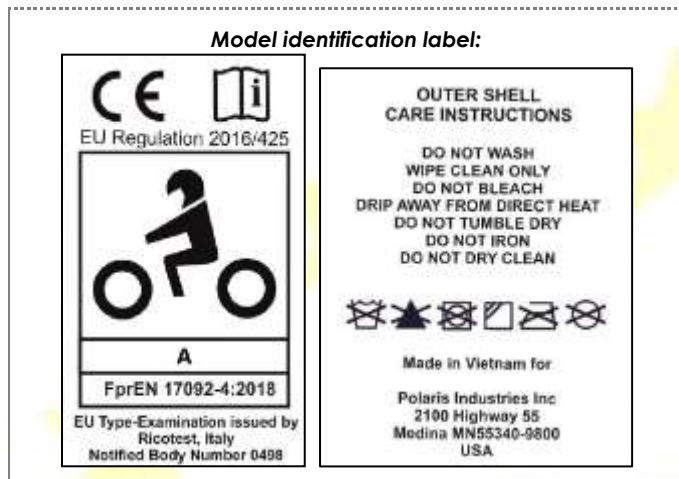 Model identification label:
CE i
EU Regulation 2016/425
A
FprEN 17092-4:2018
EU Type-Examination issued by
Ricotest, Italy
Notified Body Number 0498
OUTER SHELL
CARE INSTRUCTIONS
DO NOT WASH
WIPE CLEAN ONLY
DO NOT BLEACH
DRIP AWAY FROM DIRECT HEAT
DO NOT TUMBLE DRY
DO NOT IRON
DO NOT DRY CLEAN
Made in Vietnam for
Polaris Industries Inc
2100 Highway 55
Medina MN55340-9800
USA